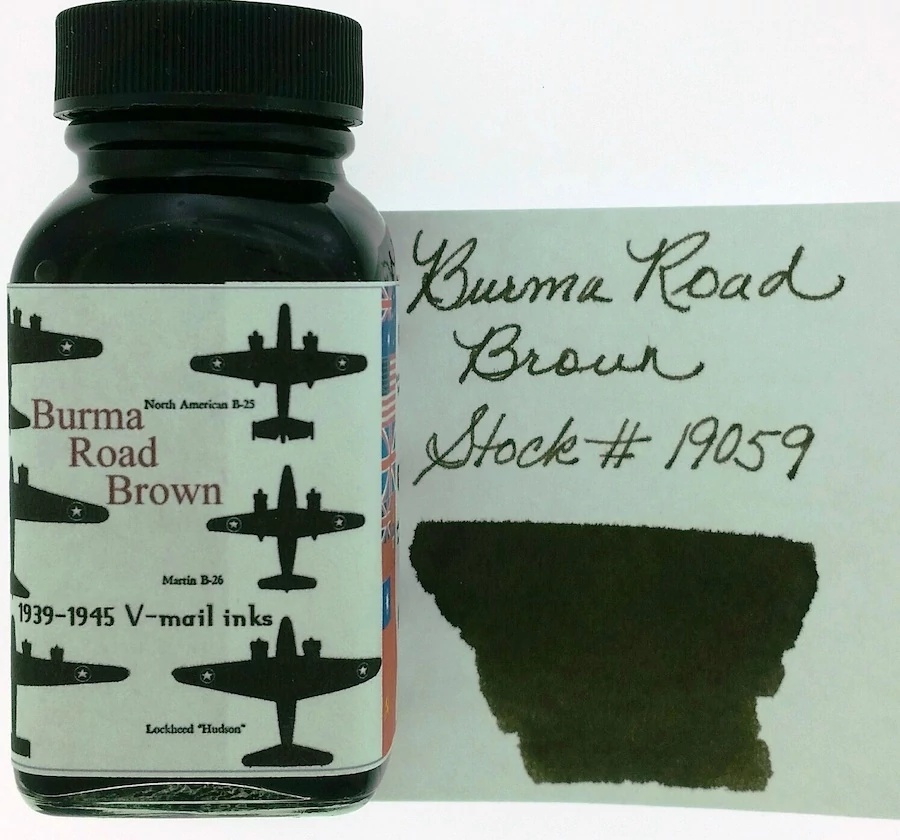 Burma
Road
Brown
North American B-25
Martin B-26
1939-1945 V-mail inks
Lockheed "Hudson"
Burma Road
Brown
Stock # 19059